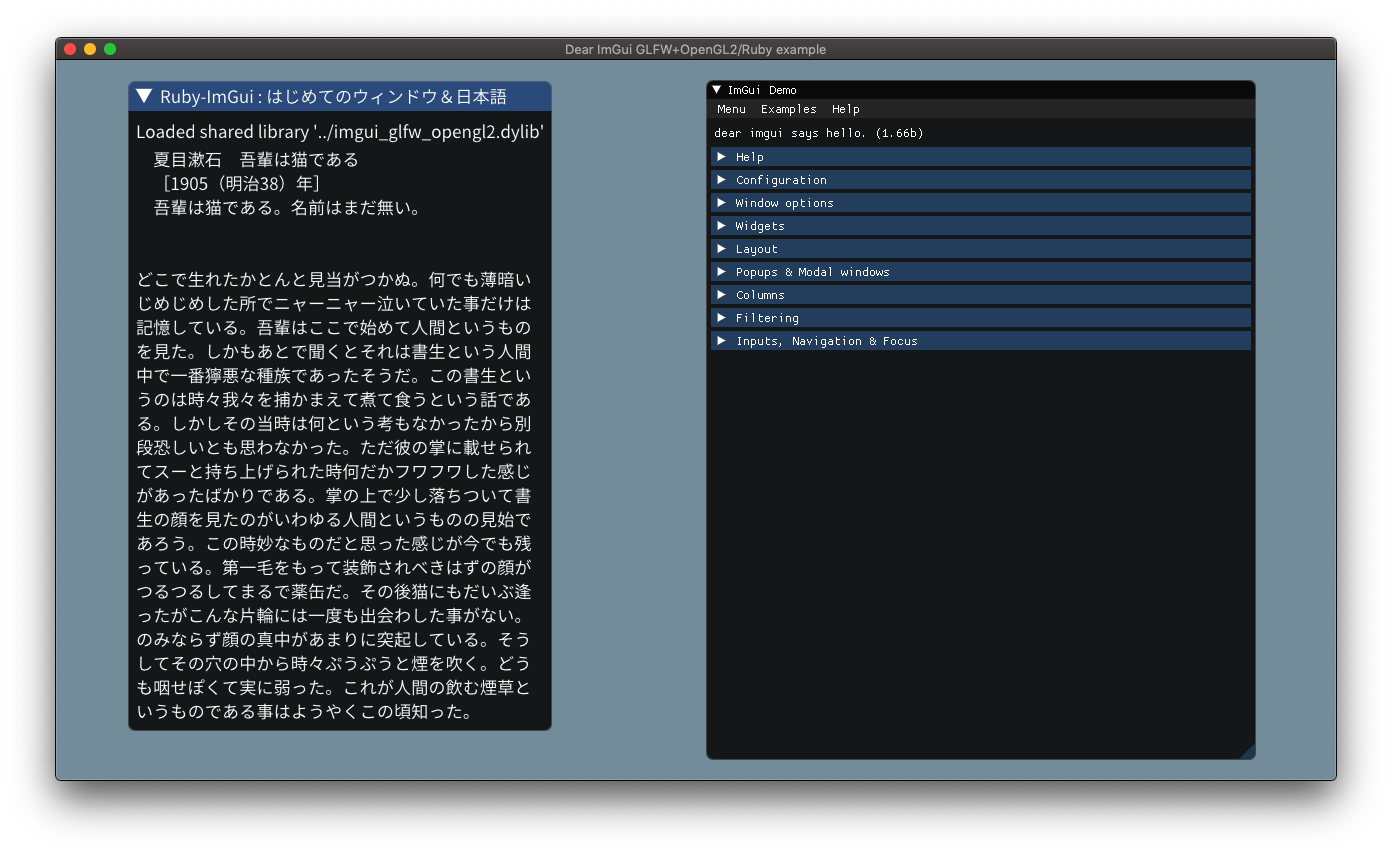 Dear ImGui GLFW+OpenGL2/Ruby example
Ruby-ImGui : はじめてのウィンドウ＆日本語
Loaded shared library '../imgui_glfw_opengl2.dylib'
夏目漱石　吾輩は猫である
［1905（明治38）年］
吾輩は猫である。名前はまだ無い。
どこで生れたかとんと見当がつかぬ。何でも薄暗い
じめじめした所でニャーニャー泣いていた事だけは
記憶している。吾輩はここで始めて人間というもの
を見た。しかもあとで聞くとそれは書生という人間
中で一番獰悪な種族であったそうだ。この書生とい
うのは時々我々を捕かまえて煮て食うという話であ
る。しかしその当時は何という考もなかったから別
段恐しいとも思わなかった。ただ彼の掌に載せられ
てスーと持ち上げられた時何だかフワフワした感じ
があったばかりである。掌の上で少し落ちついて書
生の顔を見たのがいわゆる人間というものの見始で
あろう。この時妙なものだと思った感じが今でも残
っている。第一毛をもって装飾されべきはずの顔が
つるつるしてまるで薬缶だ。その後猫にもだいぶ逢
ったがこんな片輪には一度も出会わした事がない。
のみならず顔の真中があまりに突起している。そう
してその穴の中から時々ぷうぷうと煙を吹く。どう
も咽せぽくて実に弱った。これが人間の飲む煙草と
いうものである事はようやくこの頃知った。
ImGui Demo
Menu Examples Help
dear imgui says hello. (1.66b)
Help
Configuration
Window options
Widgets
Layout
Popups & Modal windows
Columns
Filtering
Inputs, Navigation & Focus